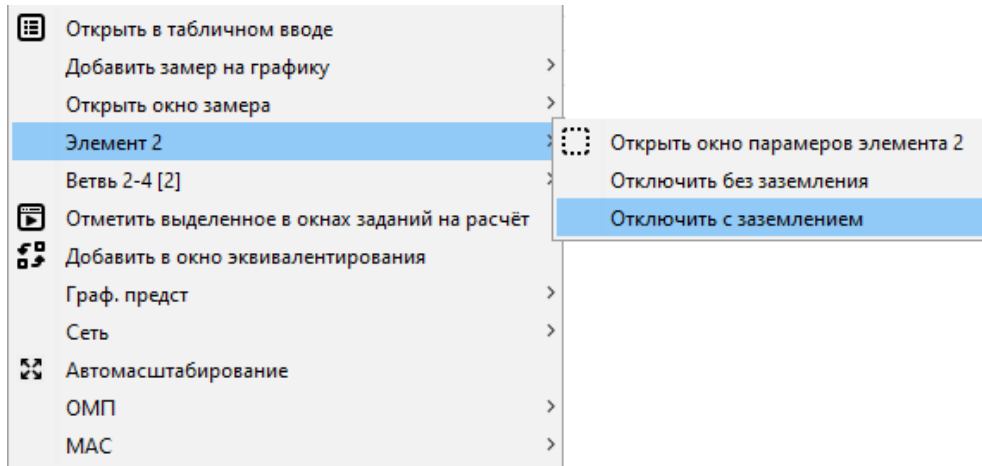 Открыть в табличном вводе
Добавить замер на графику
Открыть окно замера
Элемент 2
Ветвь 2-4 [2]
Отметить выделенное в окнах заданий на расчёт
Добавить в окно эквивалентирования
Граф. предст
Сеть
Автомасштабирование
ОМП
МАС
Открыть окно парамеров элемента 2
Отключить без заземления
Отключить с заземлением